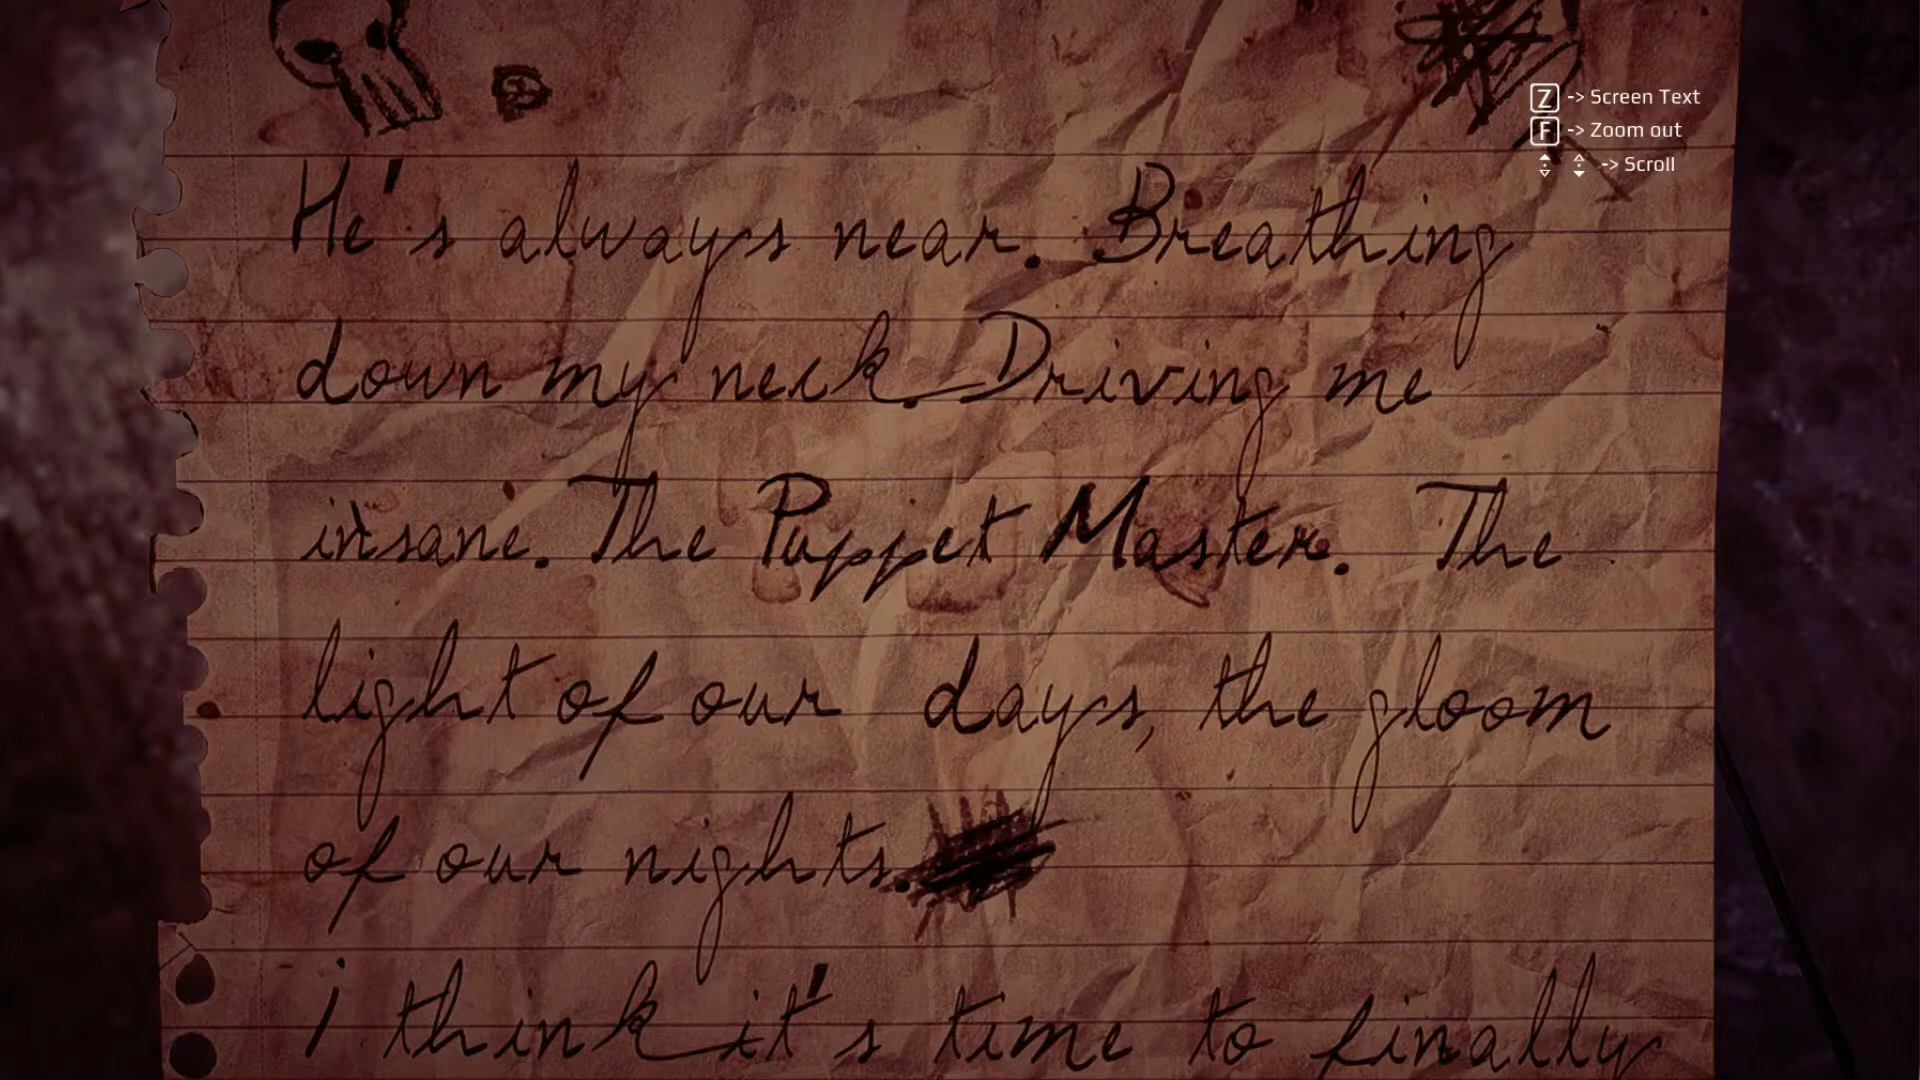 Z -> Screen Text
F -> Zoom out
-> Scroll
He's always near. Breathing
down my neck. Driving me
insane. The Puppet Master. The
light of our days, the gloom
of our nights.
I think it's time to finally